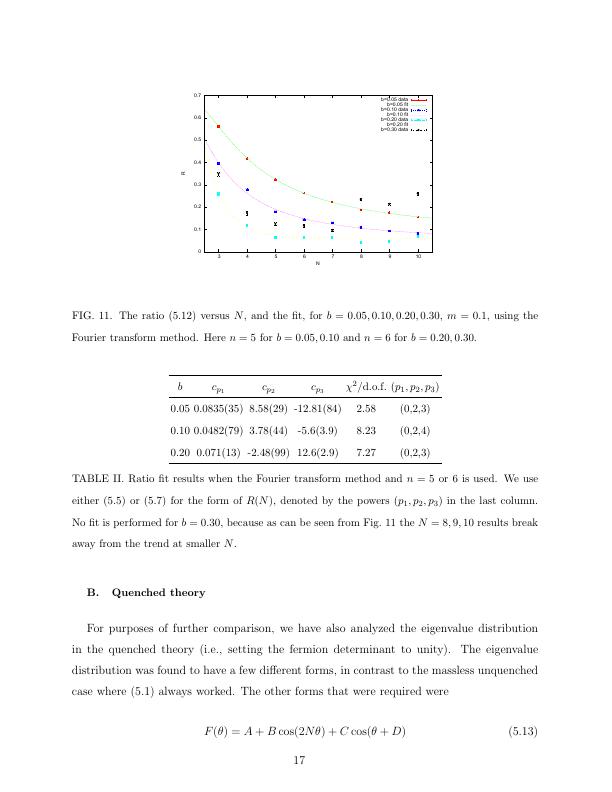 0.7
0.6
0.5
0.4
0.3
0.2
0.1
0
R
3 4 5 6 7 8 9 10
N
b=0.05 data
b=0.05 fit
b=0.10 data
b=0.10 fit
b=0.20 data
b=0.20 fit
b=0.30 data
FIG. 11. The ratio (5.12) versus N, and the fit, for b = 0.05, 0.10, 0.20, 0.30, m = 0.1, using the
Fourier transform method. Here n = 5 for b = 0.05, 0.10 and n = 6 for b = 0.20, 0.30.
b c_{p_1} c_{p_2} c_{p_3} χ²/d.o.f. (p₁, p₂, p₃)
0.05 0.0835(35) 8.58(29) -12.81(84) 2.58 (0,2,3)
0.10 0.0482(79) 3.78(44) -5.6(3.9) 8.23 (0,2,4)
0.20 0.071(13) -2.48(99) 12.6(2.9) 7.27 (0,2,3)
TABLE II. Ratio fit results when the Fourier transform method and n = 5 or 6 is used. We use
either (5.5) or (5.7) for the form of R(N), denoted by the powers (p₁, p₂, p₃) in the last column.
No fit is performed for b = 0.30, because as can be seen from Fig. 11 the N = 8, 9, 10 results break
away from the trend at smaller N.
B. Quenched theory
For purposes of further comparison, we have also analyzed the eigenvalue distribution
in the quenched theory (i.e., setting the fermion determinant to unity). The eigenvalue
distribution was found to have a few different forms, in contrast to the massless unquenched
case where (5.1) always worked. The other forms that were required were
F(θ) = A + B cos(2Nθ) + C cos(θ + D) (5.13)
17